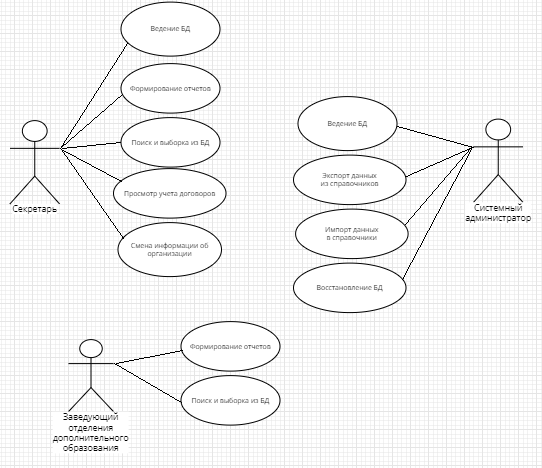 Ведение БД
Формирование отчетов
Поиск и выборка из БД
Просмотр учета договоров
Смена информации об
организации
Секретарь
Ведение БД
Экспорт данных
из справочников
Импорт данных
в справочники
Восстановление БД
Системный
администратор
Формирование отчетов
Поиск и выборка из БД
Заведующий
отделения
дополнительного
образования